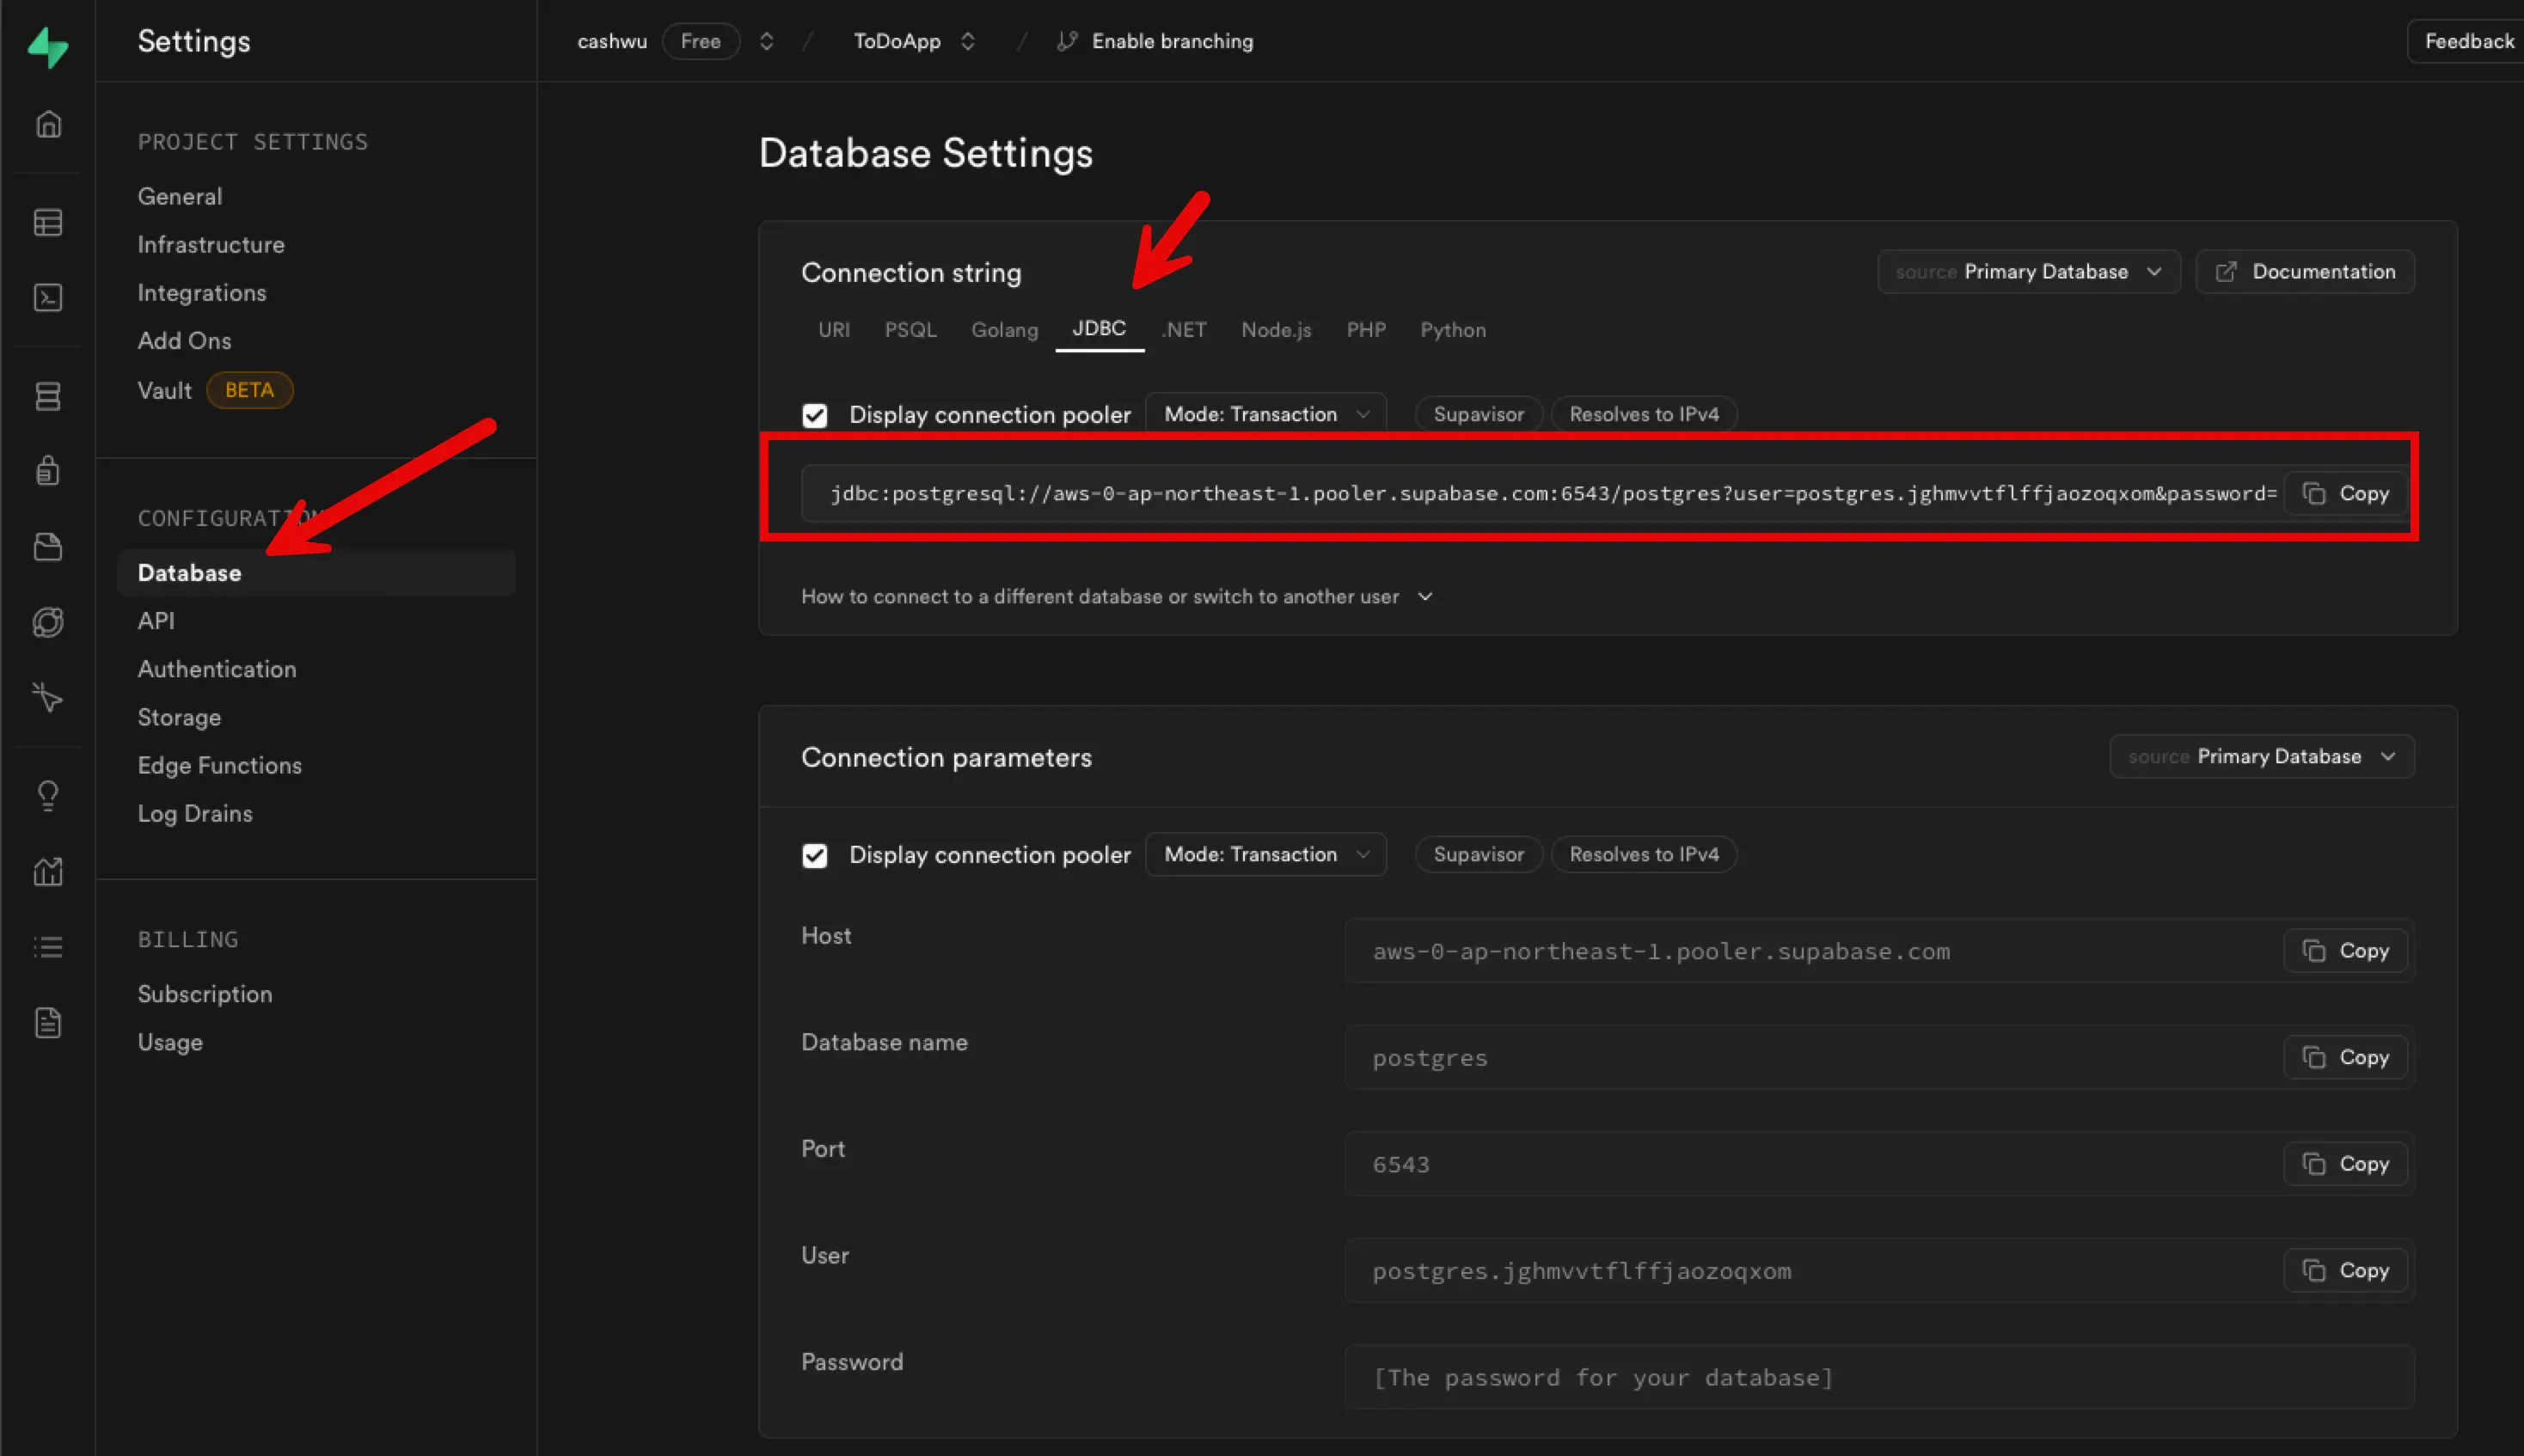 Settings
cashwu Free / ToDoApp / Enable branching
Feedback
PROJECT SETTINGS
General
Infrastructure
Integrations
Add Ons
Vault BETA
CONFIGURATION
Database
API
Authentication
Storage
Edge Functions
Log Drains
BILLING
Subscription
Usage
Database Settings
Connection string
source Primary Database
Documentation
URI PSQL Golang JDBC .NET Node.js PHP Python
Display connection pooler Mode: Transaction Supavisor Resolves to IPv4
jdbc:postgresql://aws-0-ap-northeast-1.pooler.supabase.com:6543/postgres?user=postgres.jghmvvtflffjaozoqxom&password= Copy
How to connect to a different database or switch to another user
Connection parameters
source Primary Database
Display connection pooler Mode: Transaction Supavisor Resolves to IPv4
Host
aws-0-ap-northeast-1.pooler.supabase.com Copy
Database name
postgres Copy
Port
6543 Copy
User
postgres.jghmvvtflffjaozoqxom Copy
Password
[The password for your database]